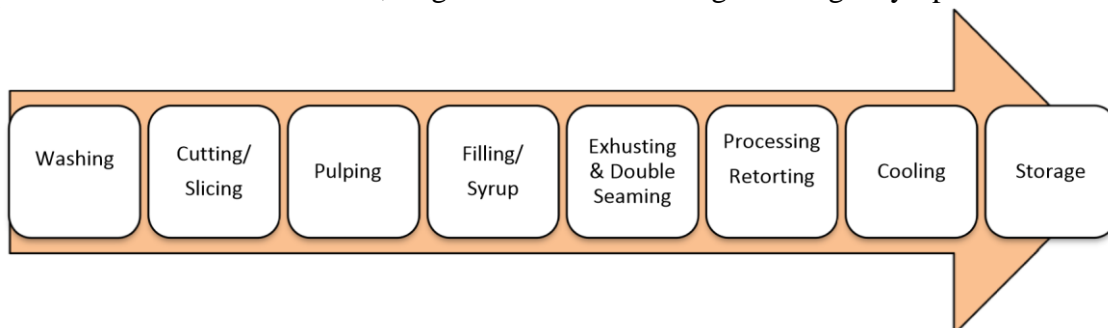 Washing
Cutting/
Slicing
Pulping
Filling/
Syrup
Exhusting
& Double
Seaming
Processing
Retorting
Cooling
Storage